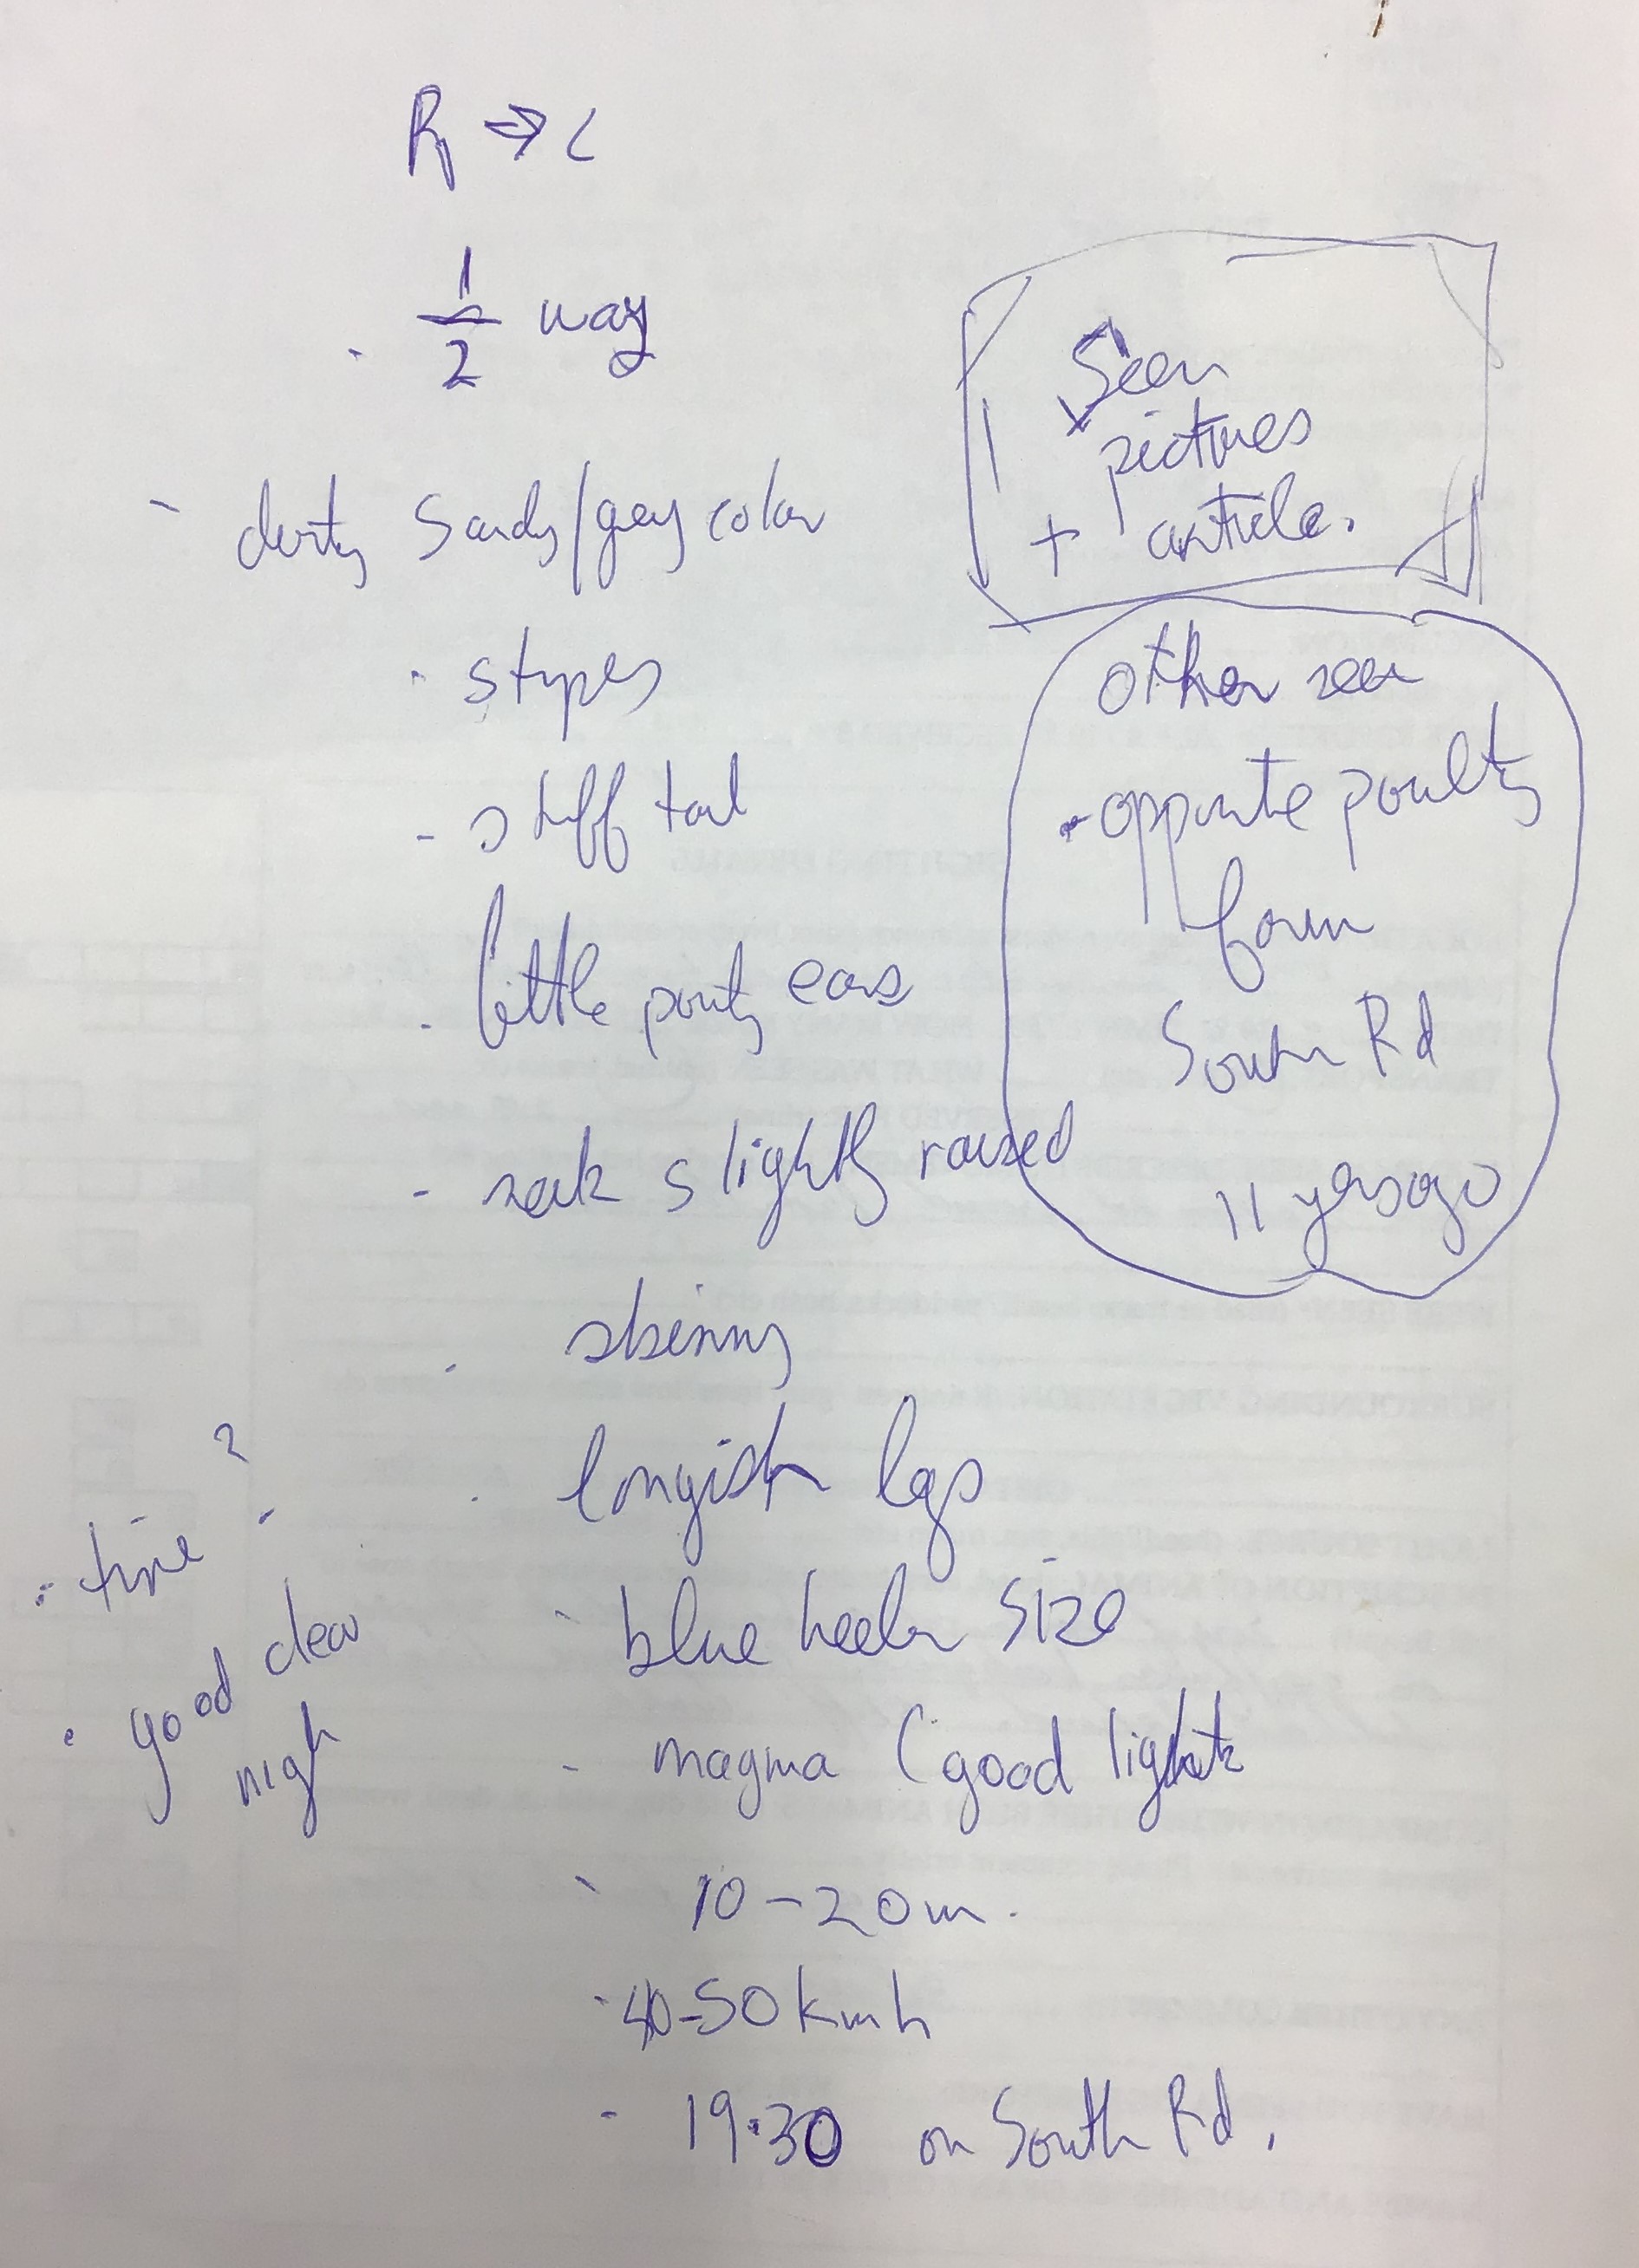 R → L
1/2 way
- dirty sandy/grey color
· stripes
- stiff tail
· little pointy ears
- slightly raised
· skinny
· longish legs
- blue heeler size
- magma (good lights
- 10-20m.
· 40-50 kmh
- 19.30 on South Rd.
Seen
pictures
+ article.
other seen
- opposite poultry
farm
South Rd
11 yrs ago
?
: time -
· good clear
nigh